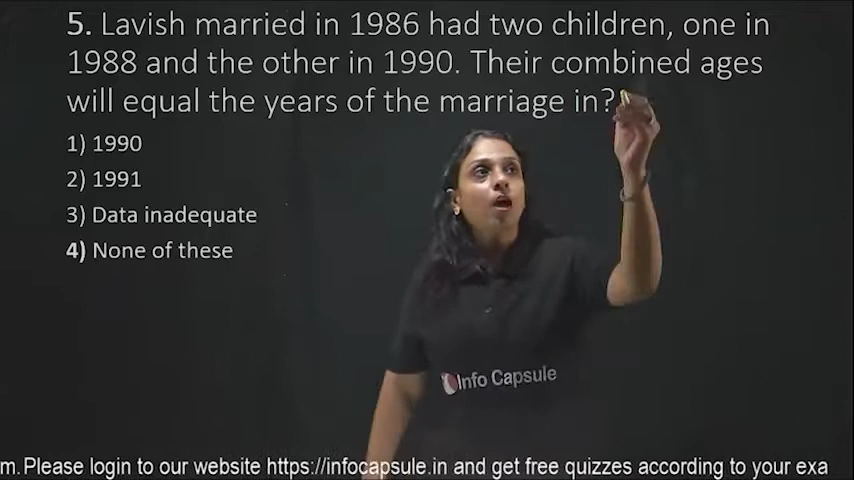 5. Lavish married in 1986 had two children, one in
1988 and the other in 1990. Their combined ages
will equal the years of the marriage in?
1) 1990
2) 1991
3) Data inadequate
4) None of these
Info Capsule
m. Please login to our website https://infocapsule.in and get free quizzes according to your exa